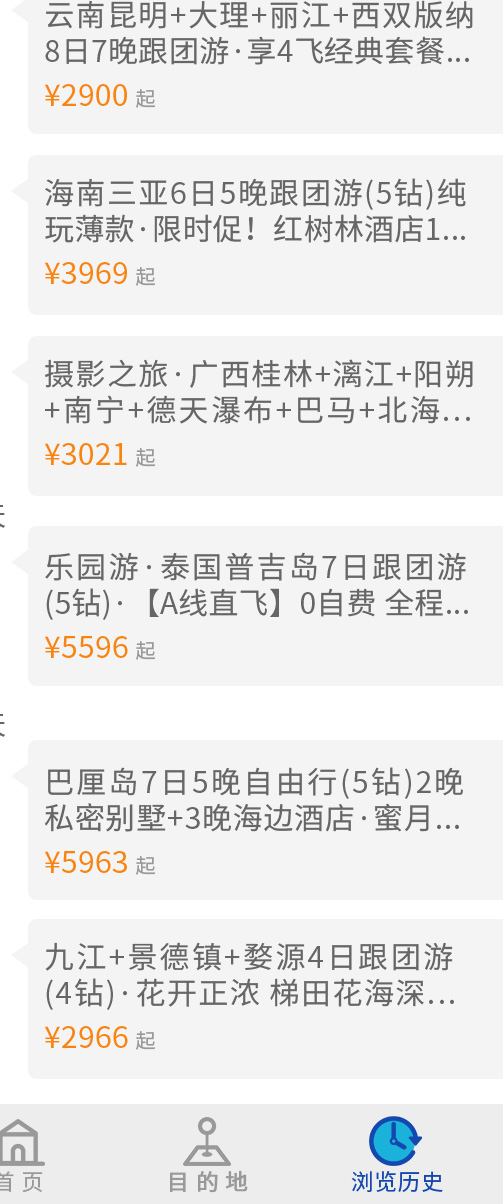 云南昆明+大理+丽江+西双版纳
8日7晚跟团游·享4飞经典套餐...
¥2900 起
海南三亚6日5晚跟团游(5钻)纯
玩薄款·限时促！红树林酒店1...
¥3969 起
摄影之旅·广西桂林+漓江+阳朔
+南宁+德天瀑布+巴马+北海...
¥3021 起
乐园游·泰国普吉岛7日跟团游
(5钻)·【A线直飞】0自费 全程...
¥5596 起
巴厘岛7日5晚自由行(5钻)2晚
私密别墅+3晚海边酒店·蜜月...
¥5963 起
九江+景德镇+婺源4日跟团游
(4钻)·花开正浓 梯田花海深...
¥2966 起
首页
目的地
浏览历史